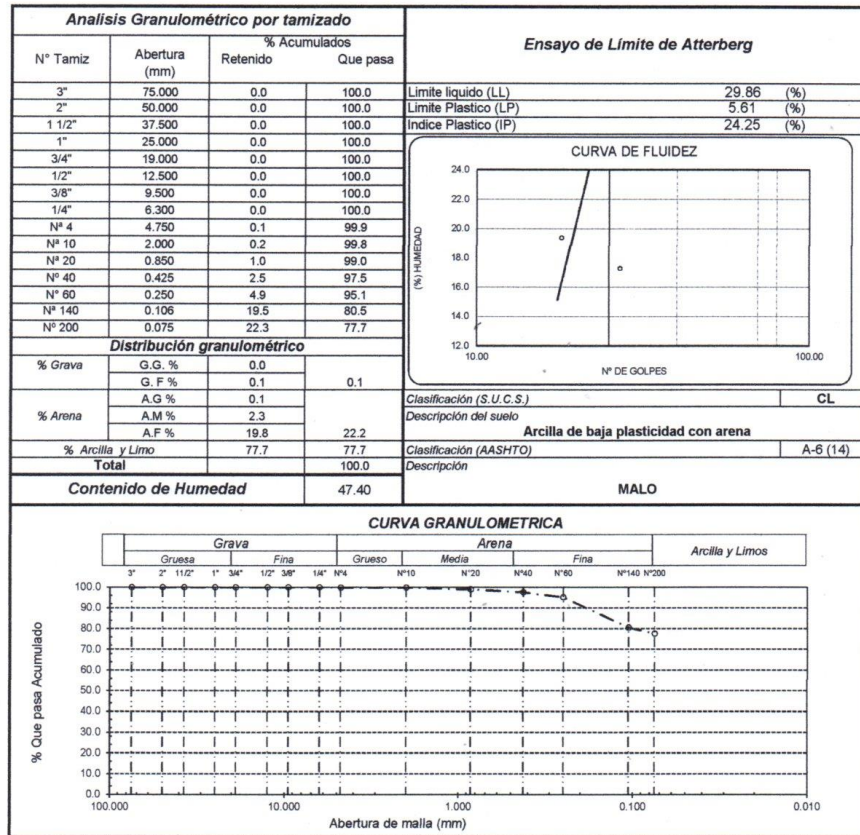 Analisis Granulométrico por tamizado
N° Tamiz Abertura (mm) % Acumulados Retenido Que pasa
3" 75.000 0.0 100.0
2" 50.000 0.0 100.0
1 1/2" 37.500 0.0 100.0
1" 25.000 0.0 100.0
3/4" 19.000 0.0 100.0
1/2" 12.500 0.0 100.0
3/8" 9.500 0.0 100.0
1/4" 6.300 0.0 100.0
Nª 4 4.750 0.1 99.9
Nª 10 2.000 0.2 99.8
Nª 20 0.850 1.0 99.0
Nº 40 0.425 2.5 97.5
N° 60 0.250 4.9 95.1
Nª 140 0.106 19.5 80.5
Nº 200 0.075 22.3 77.7
Distribución granulométrico
% Grava G.G. % 0.0
G. F % 0.1 0.1
A.G % 0.1
% Arena A.M % 2.3
A.F % 19.8 22.2
% Arcilla y Limo 77.7 77.7
Total 100.0
Contenido de Humedad 47.40
Ensayo de Límite de Atterberg
Limite liquido (LL) 29.86 (%)
Limite Plastico (LP) 5.61 (%)
Indice Plastico (IP) 24.25 (%)
CURVA DE FLUIDEZ
(%) HUMEDAD
24.0
22.0
20.0
18.0
16.0
14.0
12.0
10.00 100.00
Nº DE GOLPES
Clasificación (S.U.C.S.) CL
Descripción del suelo
Arcilla de baja plasticidad con arena
Clasificación (AASHTO) A-6 (14)
Descripción
MALO
CURVA GRANULOMETRICA
Grava Arena Arcilla y Limos
Gruesa Fina Grueso Media Fina
3" 2" 11/2" 1" 3/4" 1/2" 3/8" 1/4" N°4 N°10 N°20 N°40 N°60 N°140 N°200
% Que pasa Acumulado
100.0
90.0
80.0
70.0
60.0
50.0
40.0
30.0
20.0
10.0
0.0
100.000 10.000 1.000 0.100 0.010
Abertura de malla (mm)